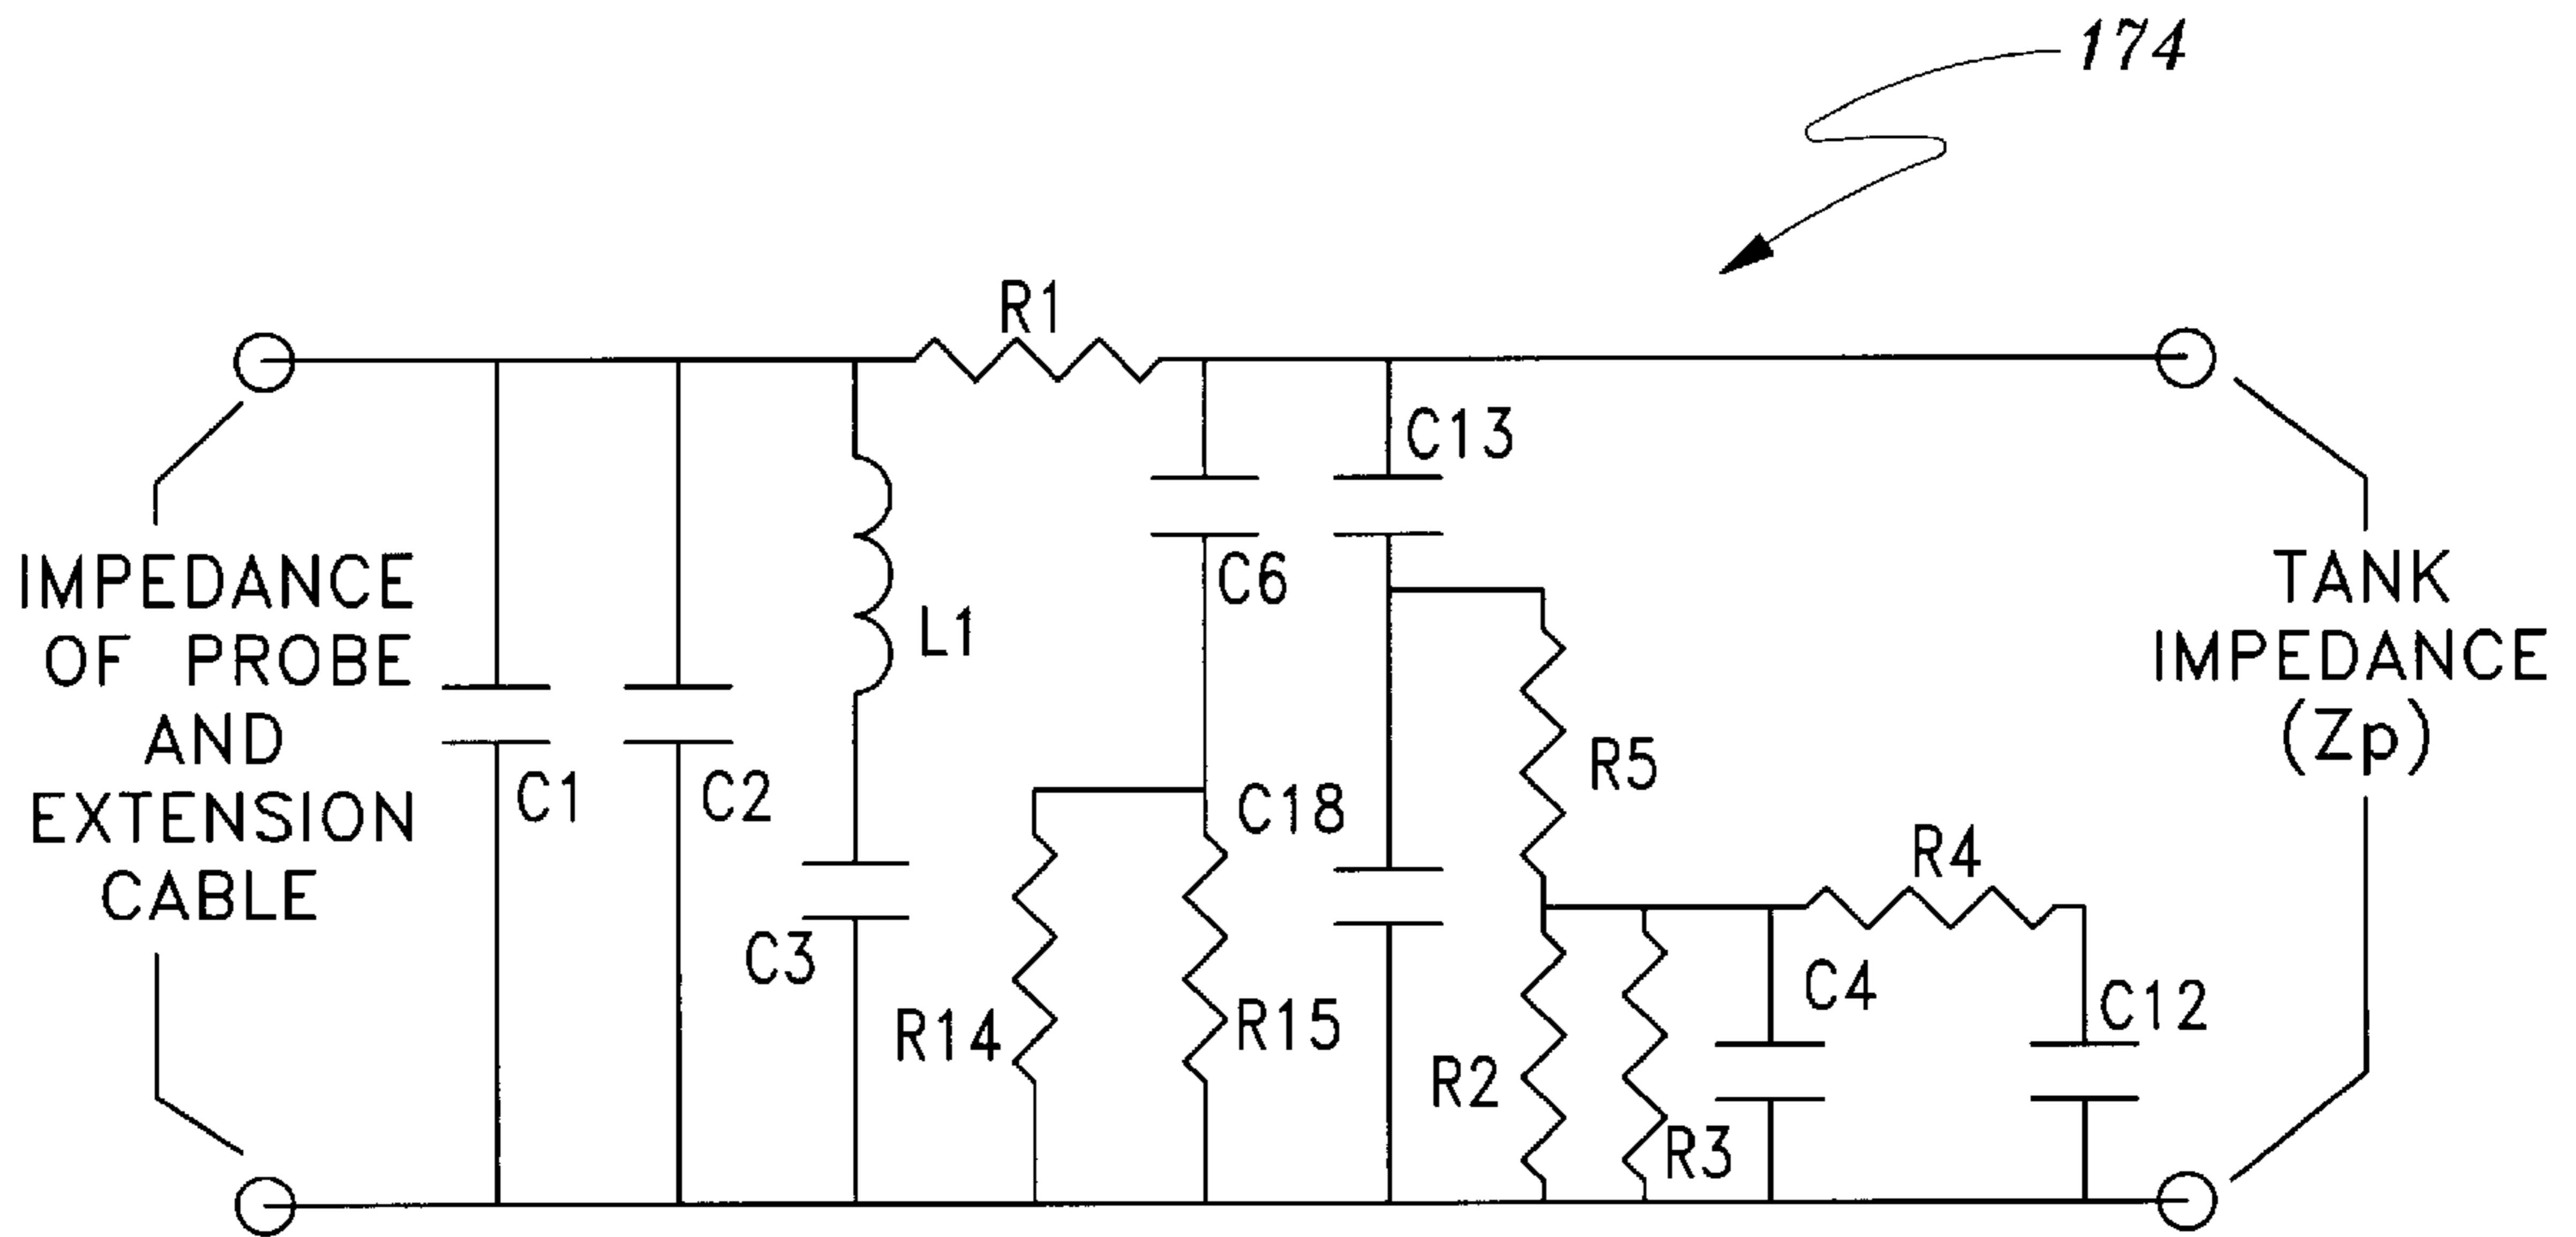 174
R1
C13
C6
IMPEDANCE
OF PROBE
AND
EXTENSION
CABLE
L1
TANK
IMPEDANCE
(Zp)
R5
C1
C2
C18
R4
C3
C4
C12
R14
R15
R2
R3